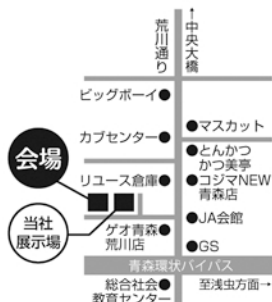 荒川通り
↑中央大橋
ビッグボーイ●
カブセンター●
●マスカット
会場
●とんかつ
かつ美亭
リユース倉庫●
●コジマNEW
青森店
当社
展示場
ゲオ青森●
荒川店
●JA会館
●GS
青森環状バイパス
総合社会●
教育センター
至浅虫方面→